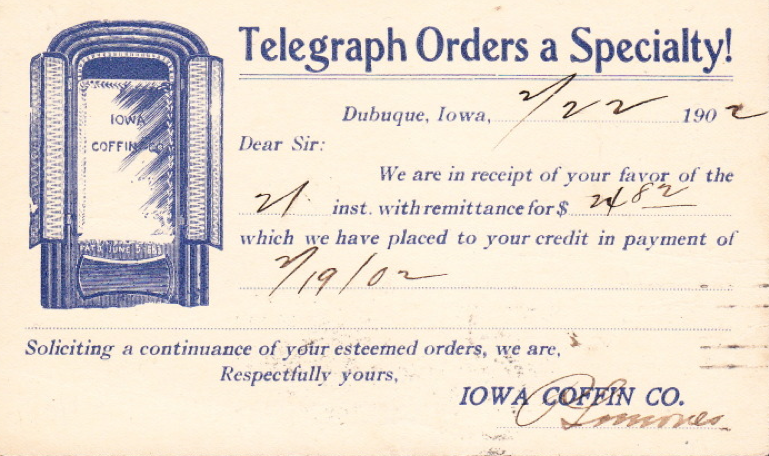 Telegraph Orders a Specialty!
IOWA
COFFIN CO
Dubuque, Iowa, 2/22 1902
Dear Sir:
We are in receipt of your favor of the
21 inst. with remittance for $ 24 82
which we have placed to your credit in payment of
2/19/02
Soliciting a continuance of your esteemed orders, we are,
Respectfully yours,
IOWA COFFIN CO.